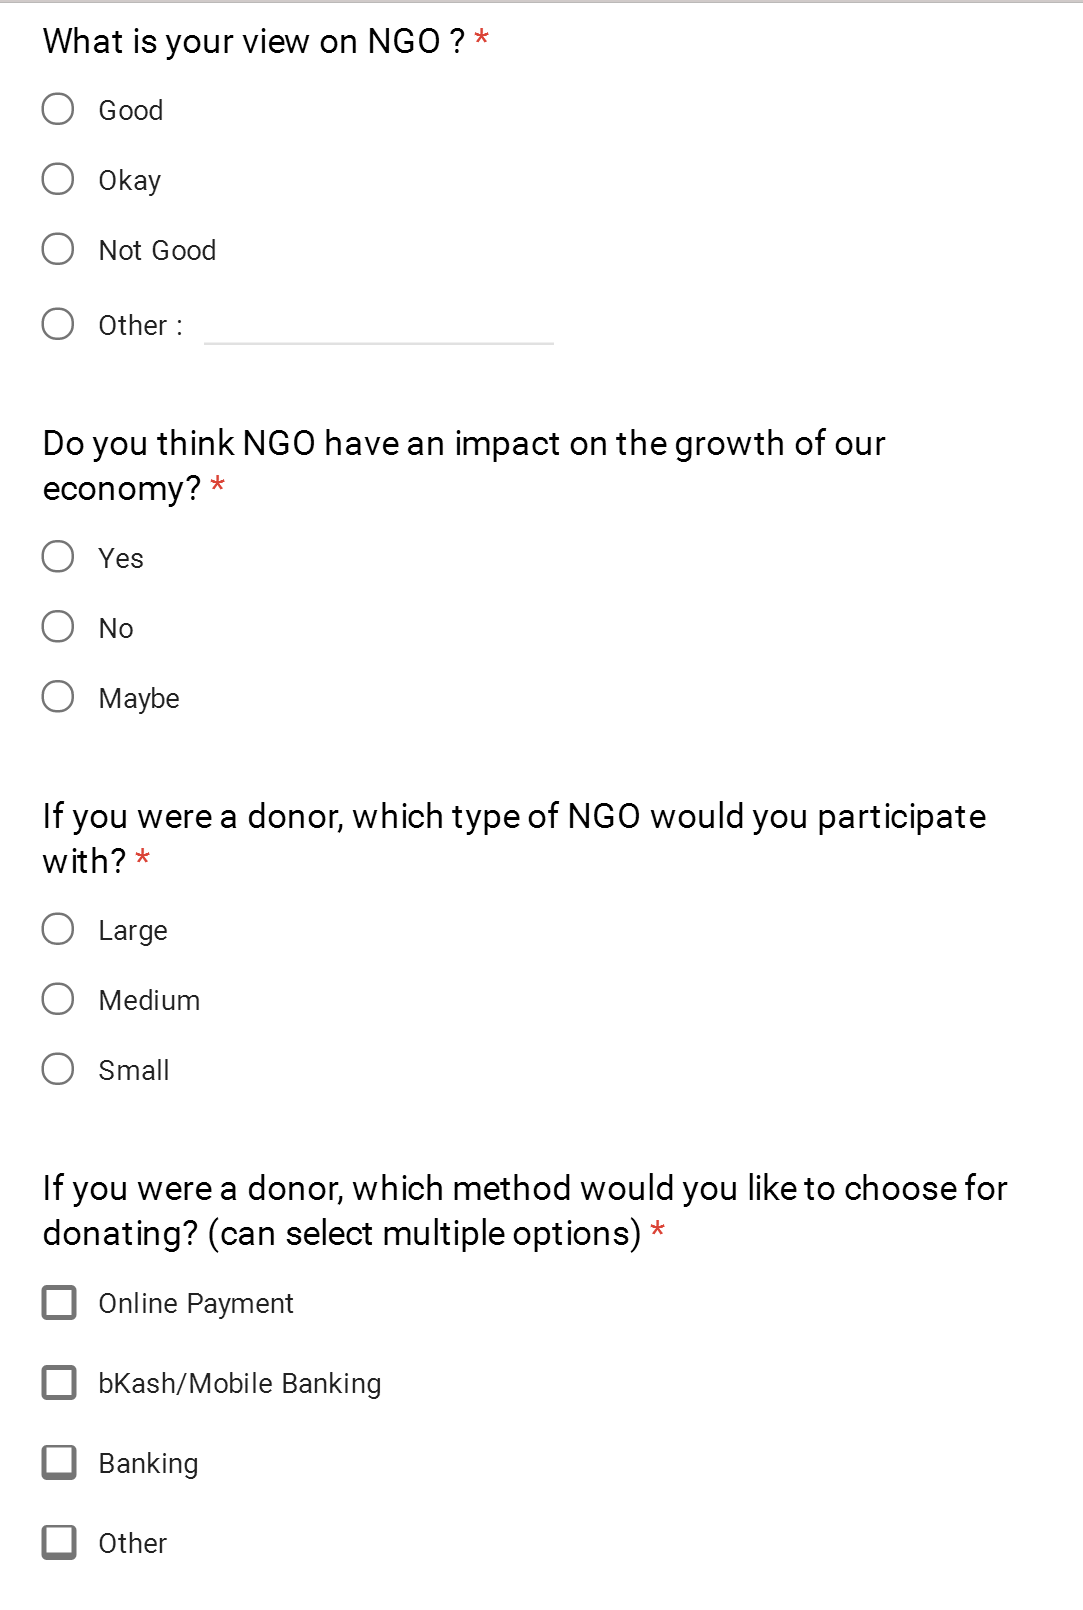 What is your view on NGO ? *
Good
Okay
Not Good
Other :
Do you think NGO have an impact on the growth of our
economy? *
Yes
No
Maybe
If you were a donor, which type of NGO would you participate
with? *
Large
Medium
Small
If you were a donor, which method would you like to choose for
donating? (can select multiple options) *
Online Payment
bKash/Mobile Banking
Banking
Other